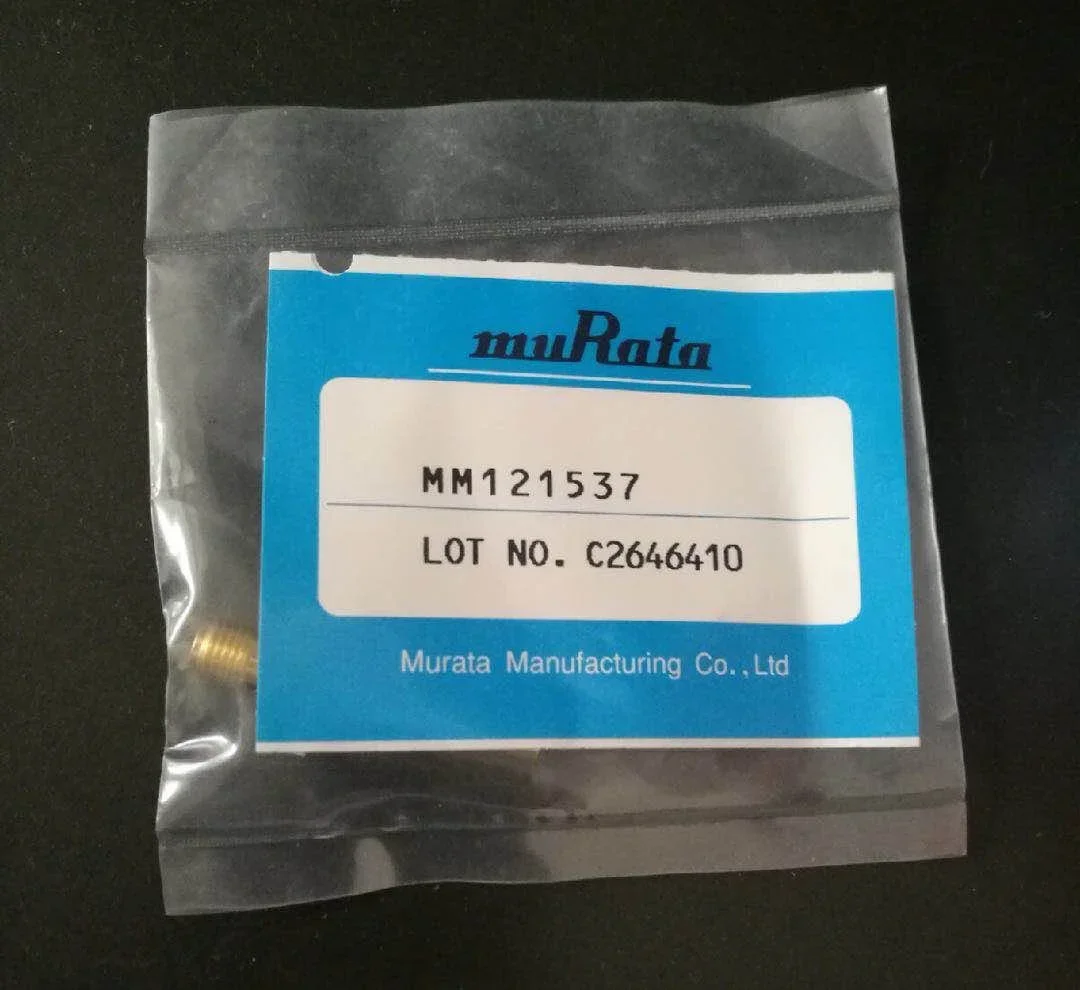 muRata
MM121537
LOT NO. C2646410
Murata Manufacturing Co.,Ltd